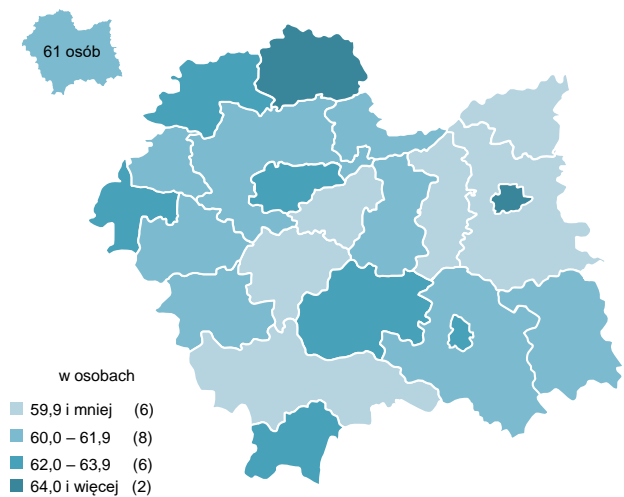 61 osób
w osobach
59,9 i mniej (6)
60,0 – 61,9 (8)
62,0 – 63,9 (6)
64,0 i więcej (2)